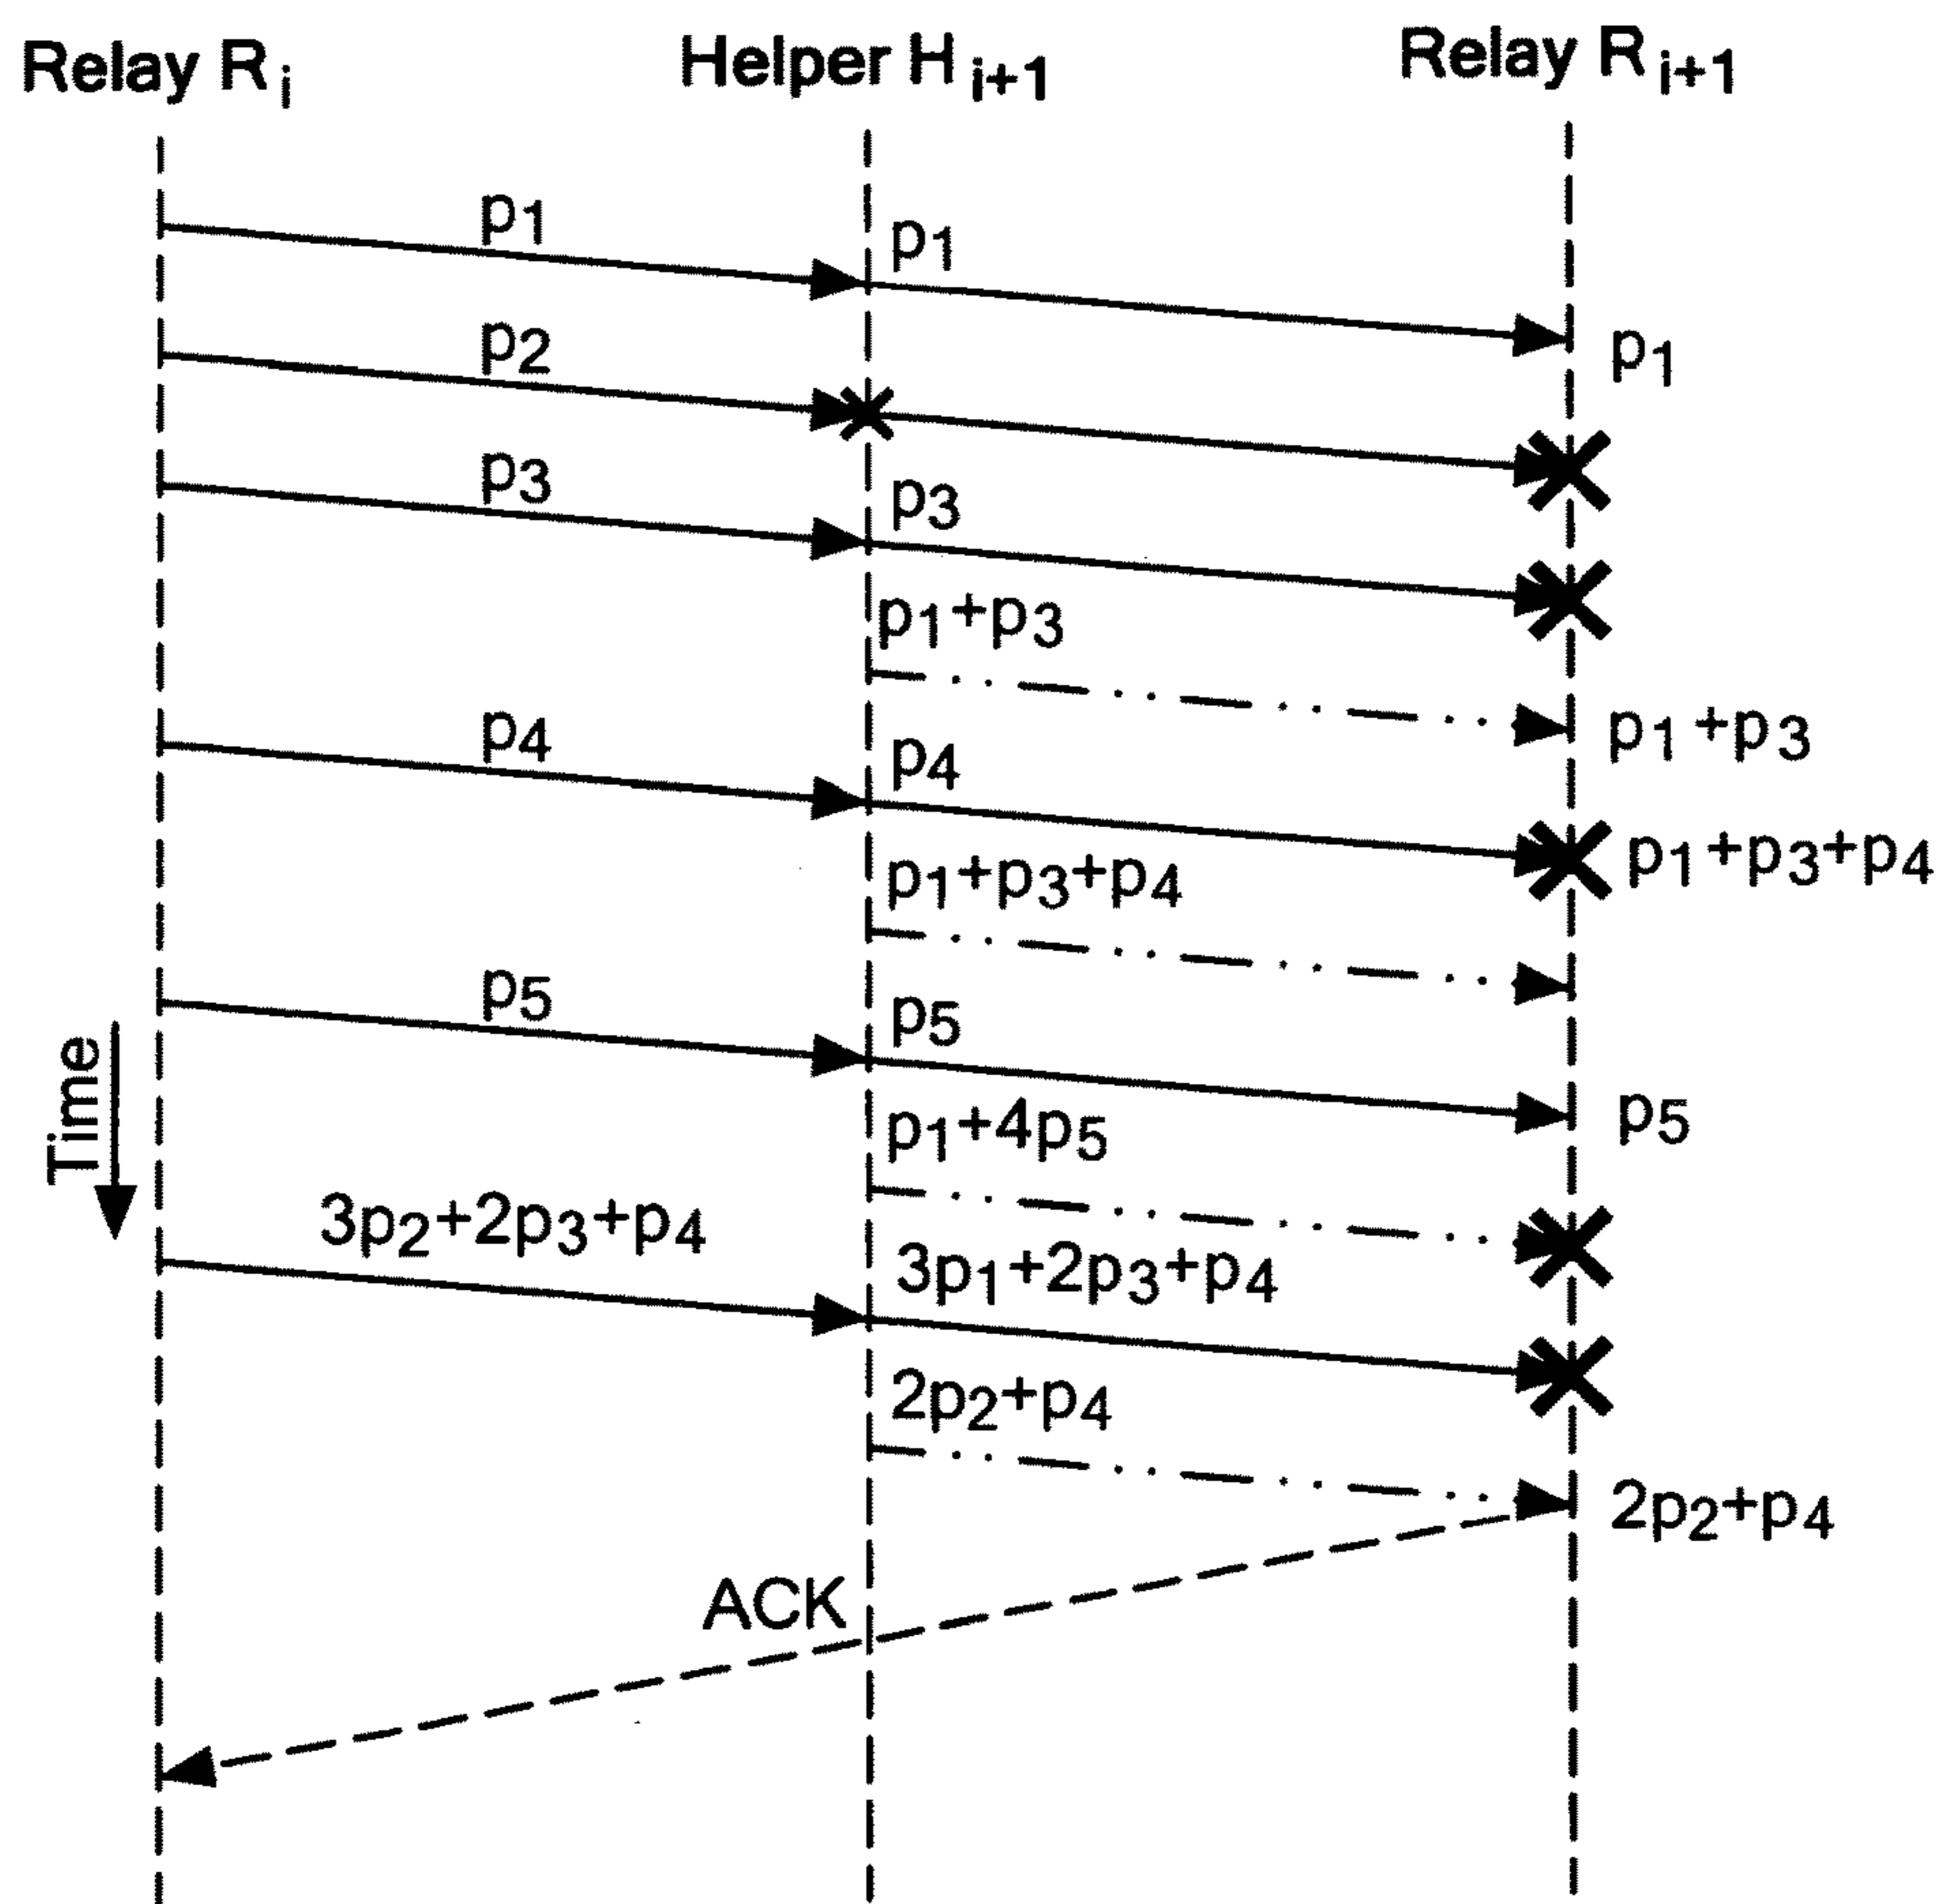 Relay R i
Helper H i+1
Relay R i+1
p1
p1
p1
p2
p3
p3
p1+p3
p1+p3
p4
p4
p1+p3+p4
p1+p3+p4
p5
p5
p5
Time
p1+4p5
3p2+2p3+p4
3p1+2p3+p4
2p2+p4
2p2+p4
ACK